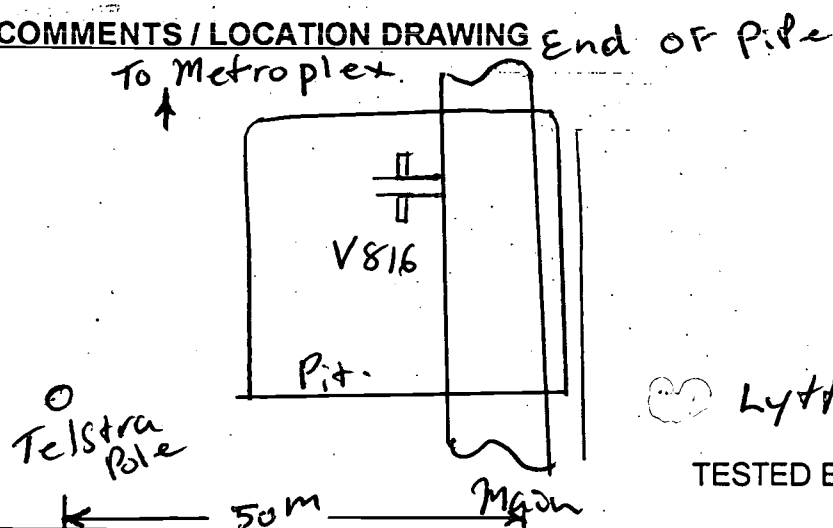 COMMENTS / LOCATION DRAWING End OF Pipe
To Metroplex.
V816
Pit.
Telstra
Pole
TESTED
50m
Main